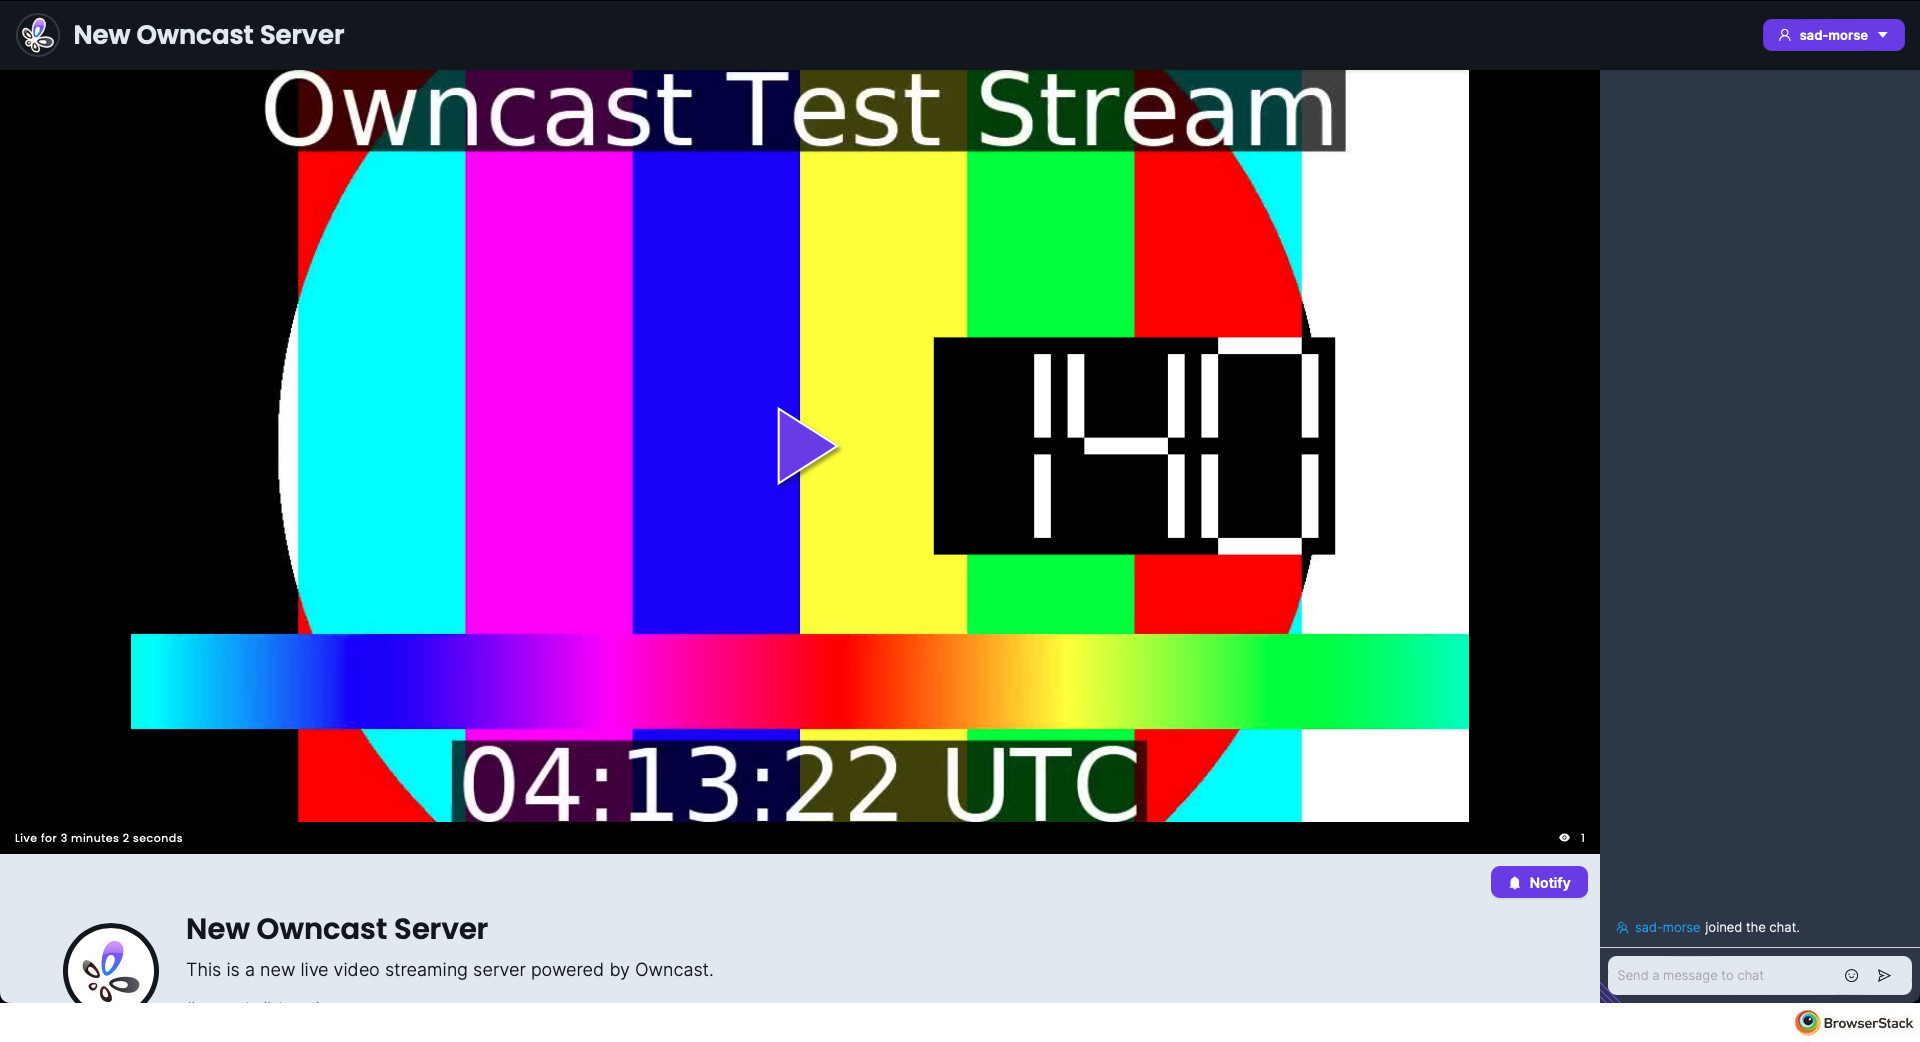 New Owncast Server
sad-morse
Owncast Test Stream
140
04:13:22 UTC
Live for 3 minutes 2 seconds
1
Notify
New Owncast Server
This is a new live video streaming server powered by Owncast.
sad-morse joined the chat.
Send a message to chat
BrowserStack